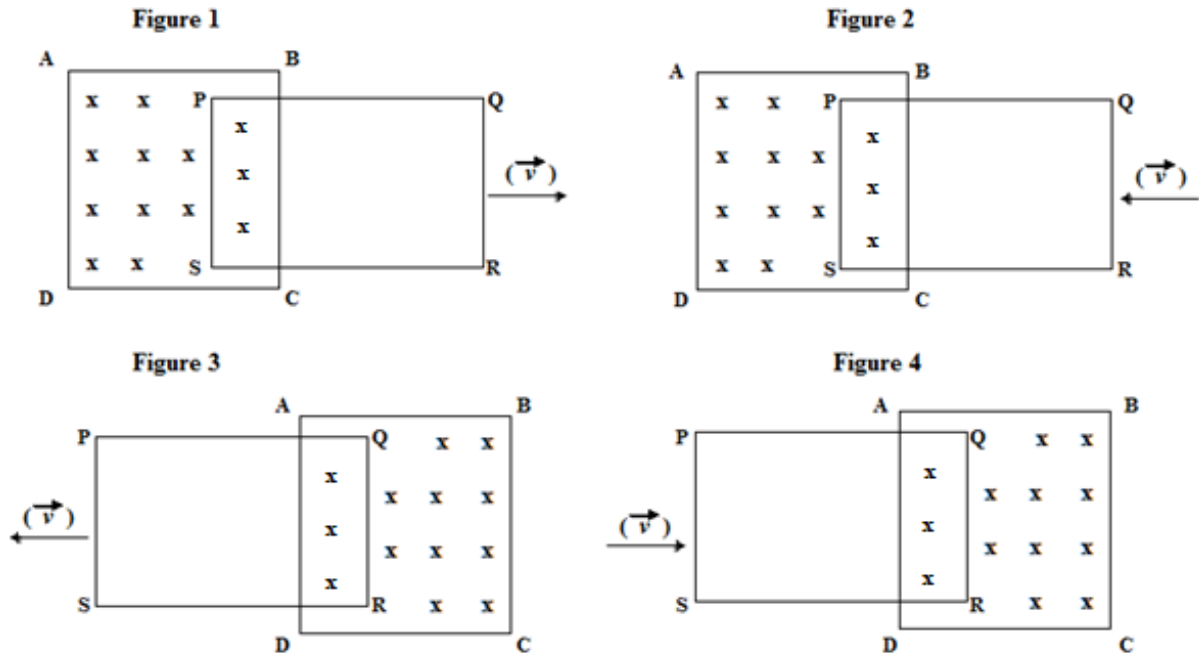 Figure 1
Figure 2
A B
A B
x x P Q
x x P Q
x
x
x x x
x x x
x
x
(v)
(v)
x x x
x x x
x
x
x x S R
x x S R
D C
D C
Figure 3
Figure 4
A B
A B
P Q x x
P Q x x
x
x
x x x
x x x
(v)
(v)
x
x
x x x
x x x
x
x
S R x x
S R x x
D C
D C